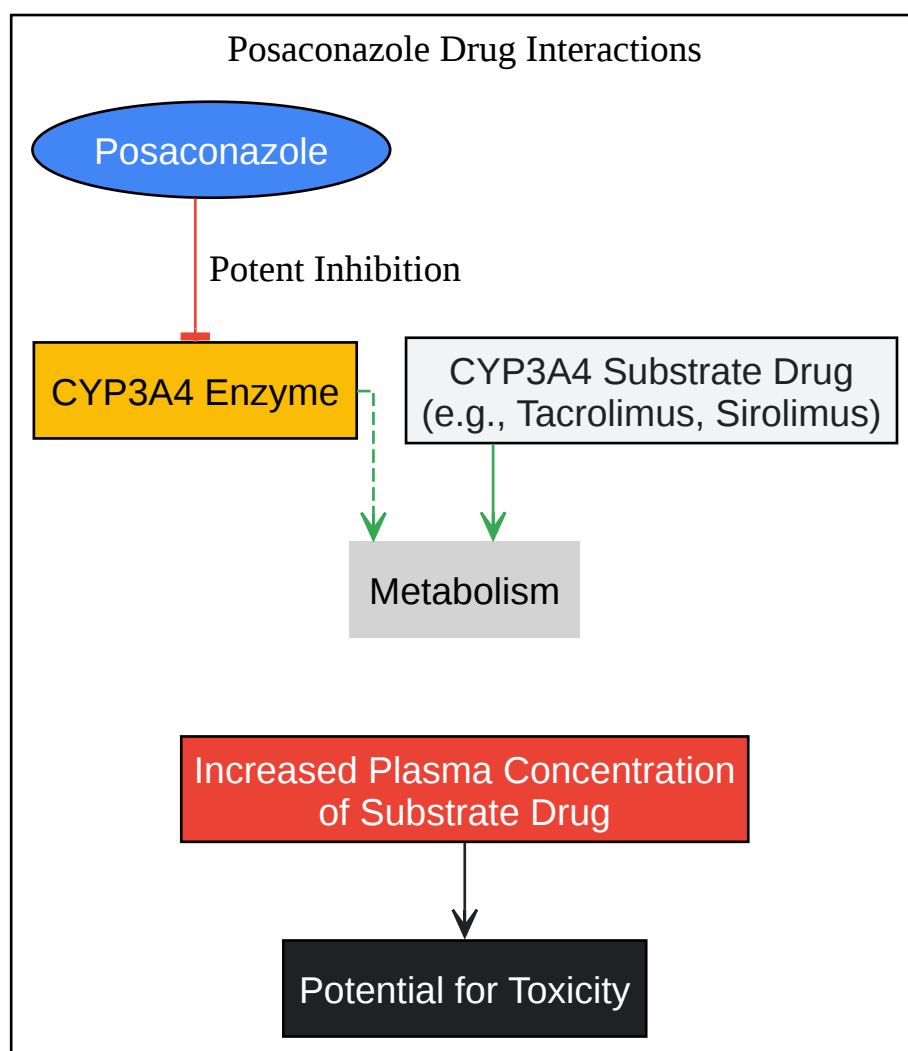 Posaconazole Drug Interactions
Posaconazole
Potent Inhibition
CYP3A4 Enzyme
CYP3A4 Substrate Drug
(e.g., Tacrolimus, Sirolimus)
Metabolism
Increased Plasma Concentration
of Substrate Drug
Potential for Toxicity